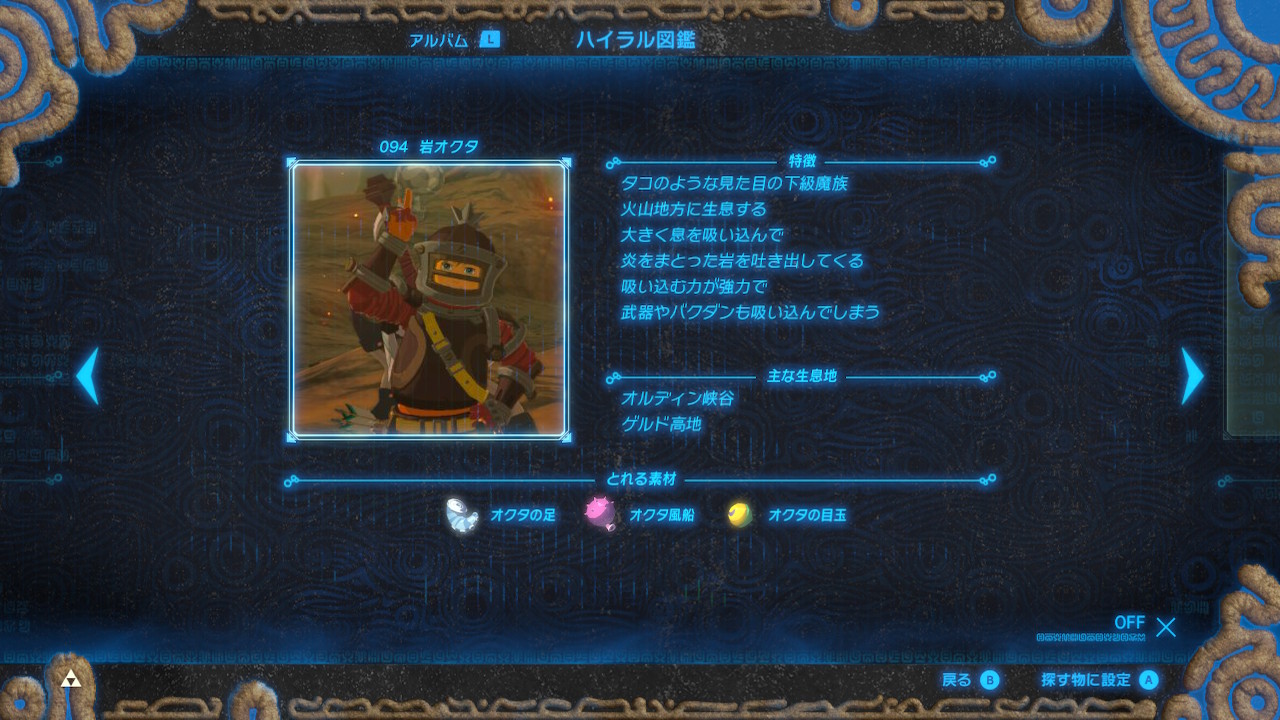 アルバム L
ハイラル図鑑
094 岩オクタ
特徴
タコのような見た目の下級魔族
火山地方に生息する
大きく息を吸い込んで
炎をまとった岩を吐き出してくる
吸い込む力が強力で
武器やバクダンも吸い込んでしまう
主な生息地
オルディン峡谷
ゲルド高地
とれる素材
オクタの足 オクタ風船 オクタの目玉
OFF
戻る B 探す物に設定 A